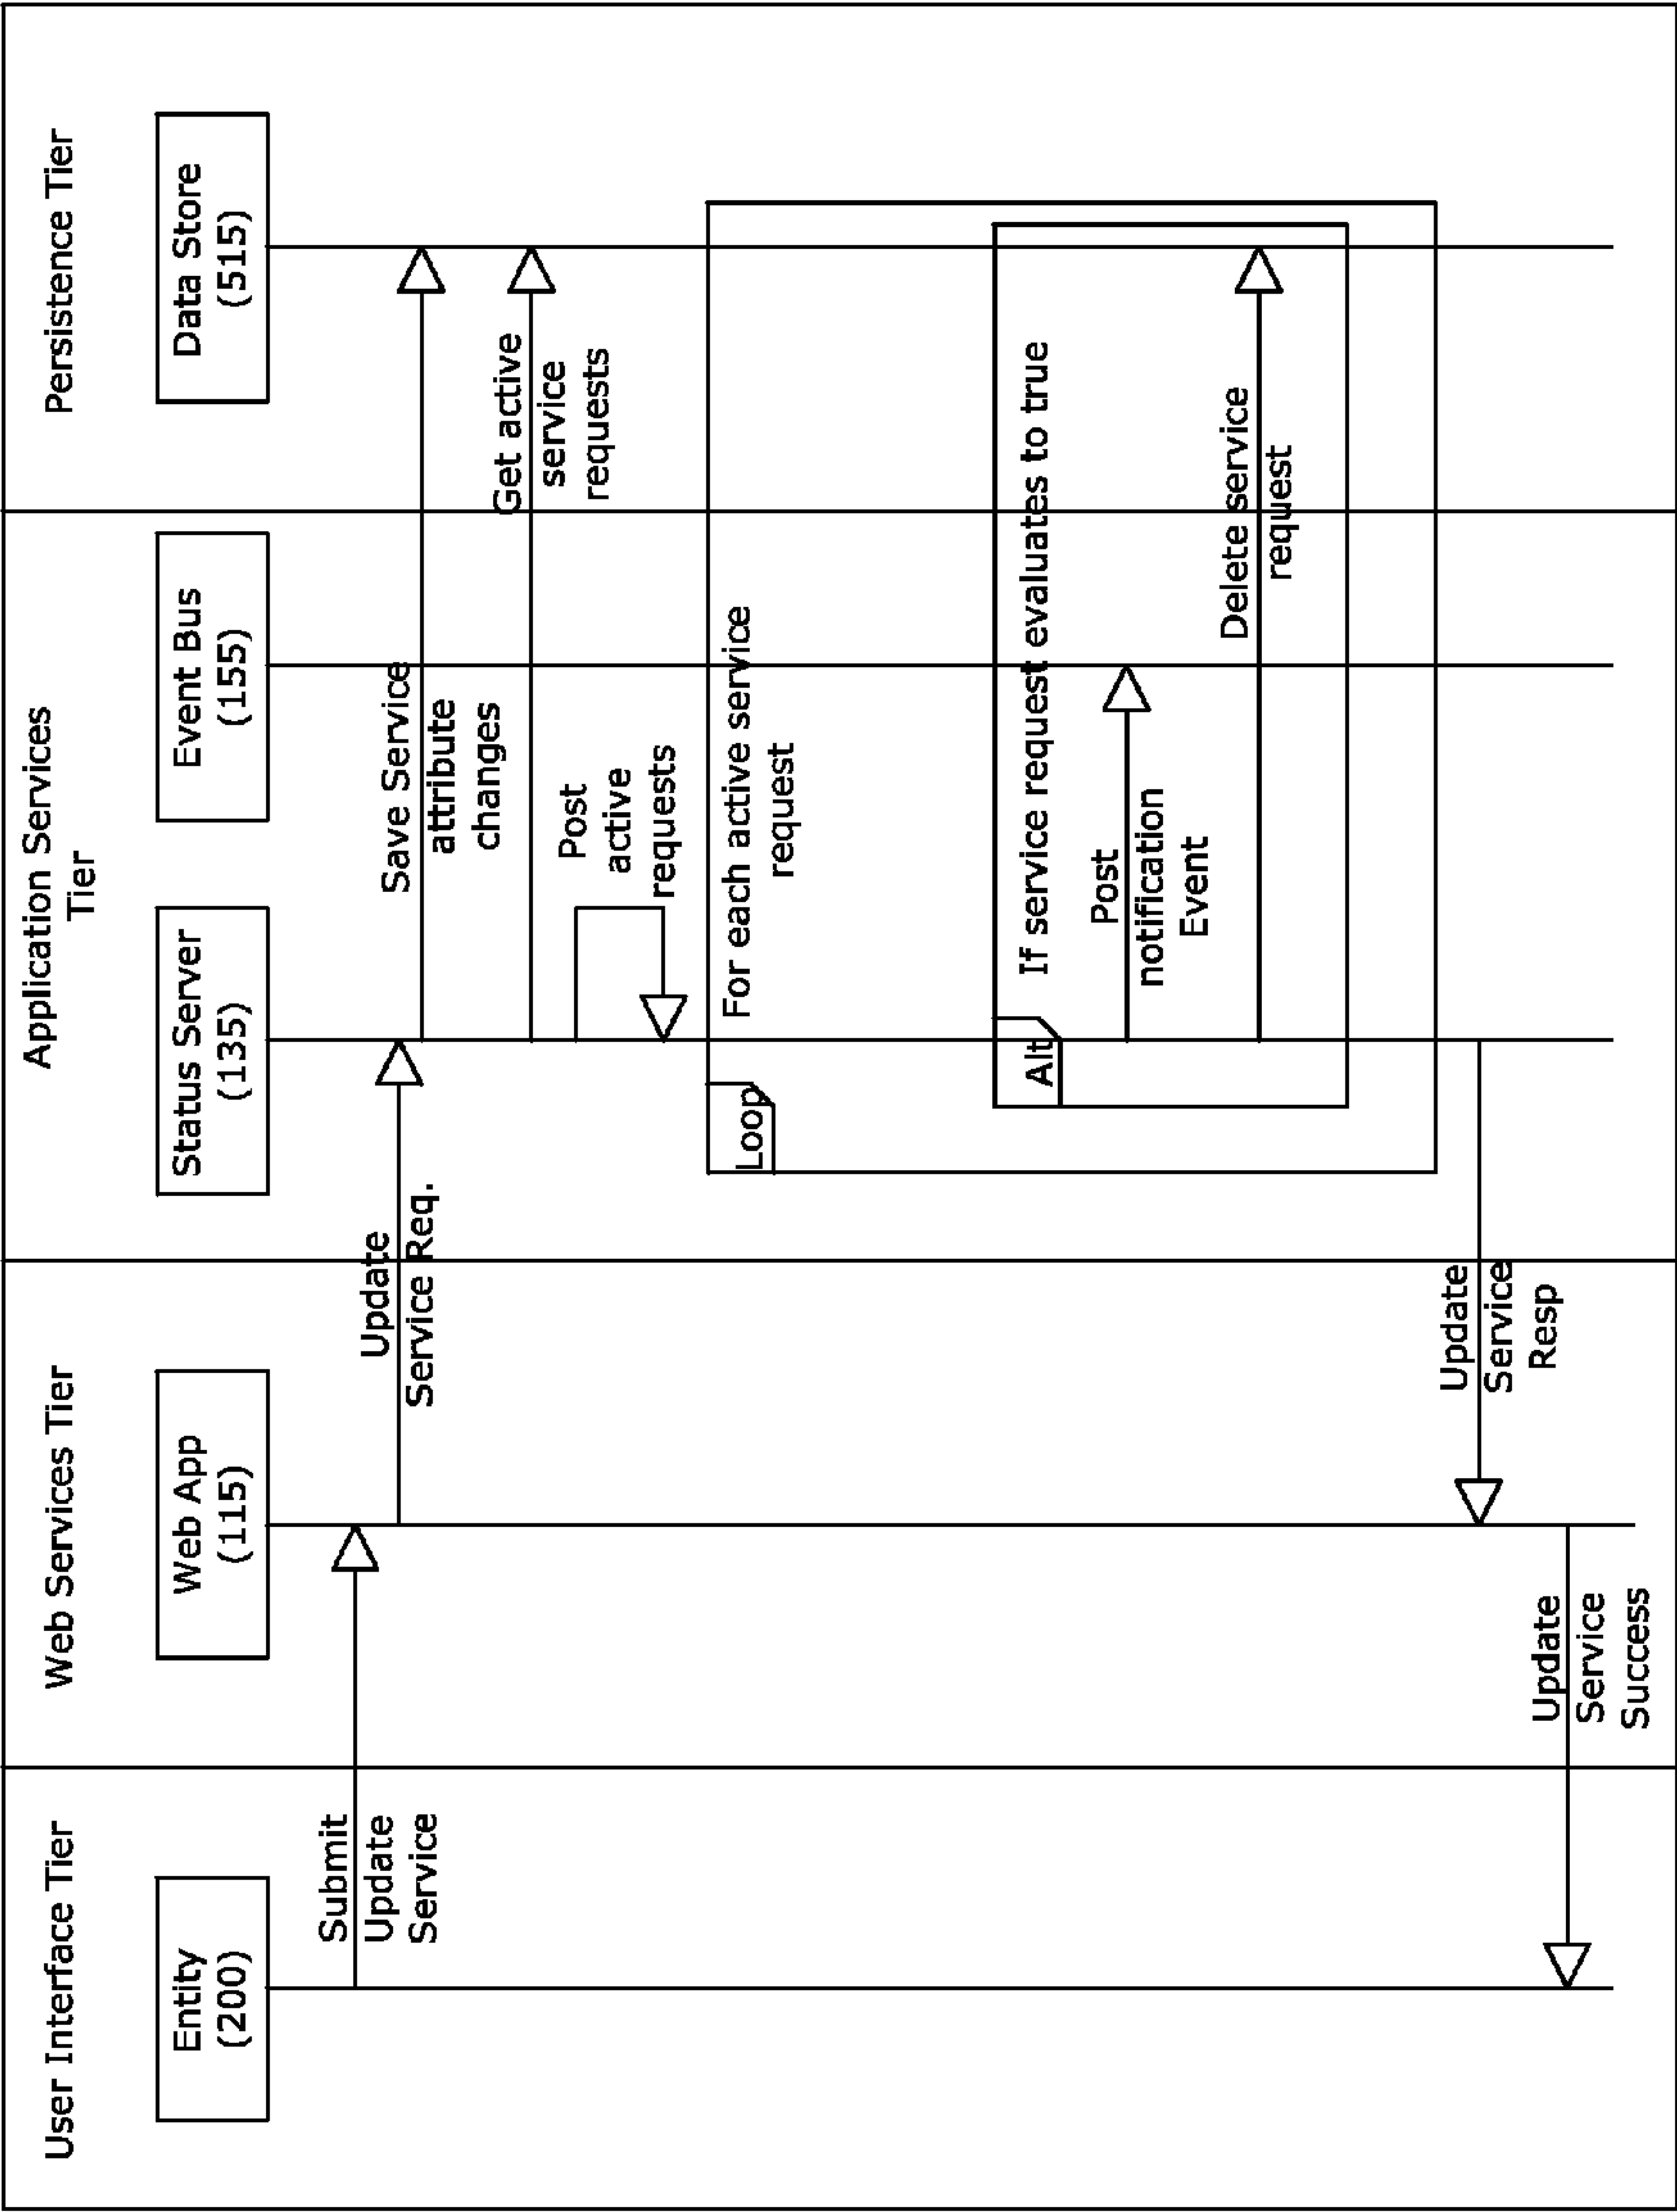 User Interface Tier
Web Services Tier
Application Services
Tier
Persistence Tier
Entity
(200)
Web App
(115)
Status Server
(135)
Event Bus
(155)
Data Store
(515)
Submit
Update
Service
Update
Service Req.
Save Service
attribute
changes
Get active
service
requests
Post
active
requests
Loop
For each active service
request
Alt
If service request evaluates to true
Post
notification
Event
Delete service
request
Update
Service
Resp
Update
Service
Success